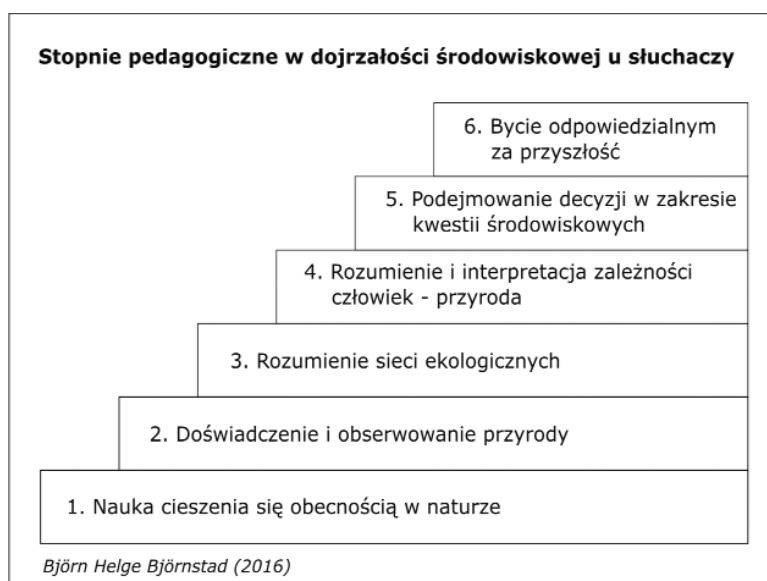 Stopnie pedagogiczne w dojrzałości środowiskowej u słuchaczy
6. Bycie odpowiedzialnym
za przyszłość
5. Podejmowanie decyzji w zakresie
kwestii środowiskowych
4. Rozumienie i interpretacja zależności
człowiek - przyroda
3. Rozumienie sieci ekologicznych
2. Doświadczenie i obserwowanie przyrody
1. Nauka cieszenia się obecnością w naturze
Björn Helge Björnstad (2016)